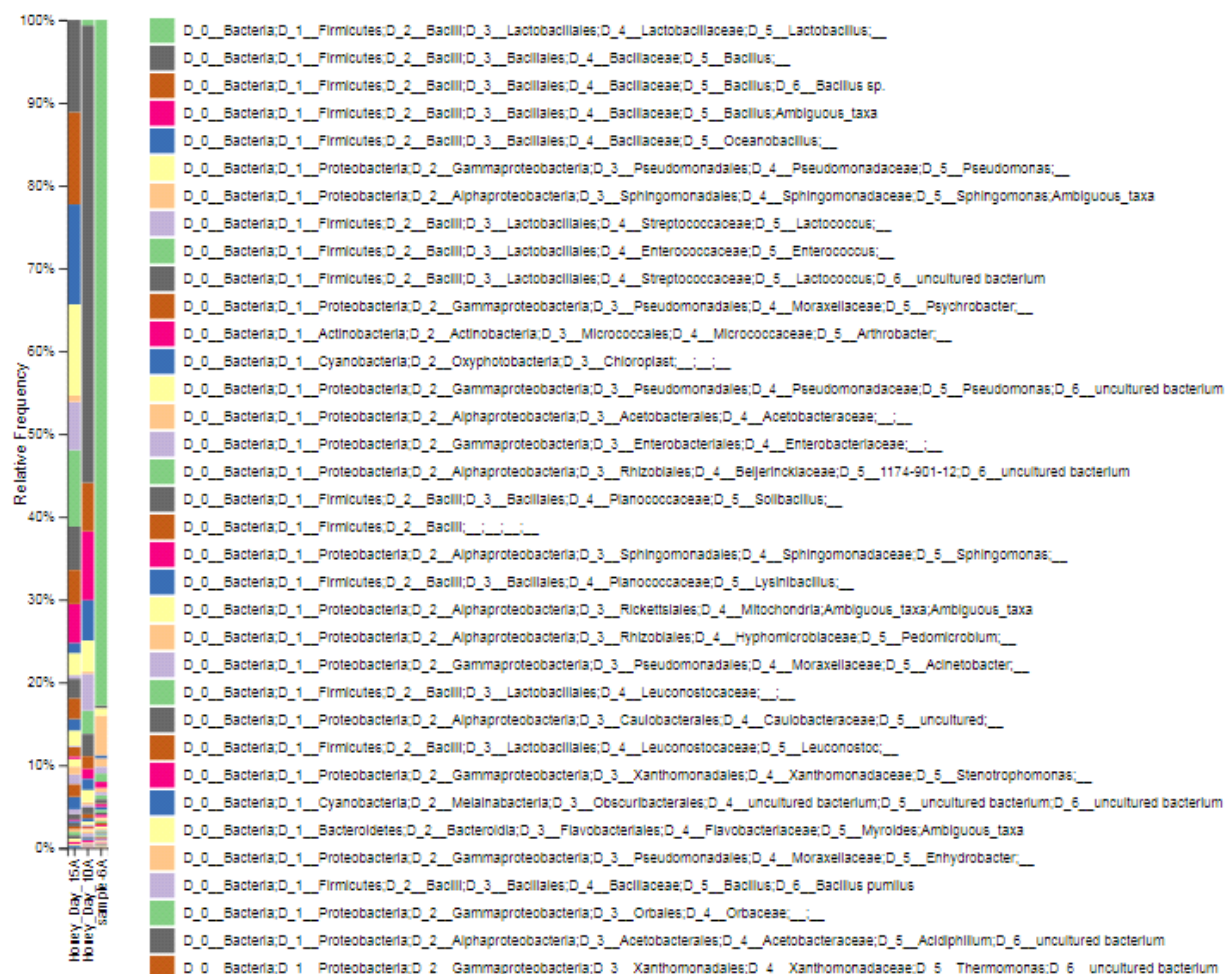 100%
90%
80%
70%
60%
50%
40%
30%
20%
10%
0%
Relative Frequency
Honey_Day_15A
Honey_Day_10A
sample-6A
D_0__Bacteria;D_1__Firmicutes;D_2__Bacilli;D_3__Lactobacillales;D_4__Lactobacillaceae;D_5__Lactobacillus;__
D_0__Bacteria;D_1__Firmicutes;D_2__Bacilli;D_3__Bacillales;D_4__Bacillaceae;D_5__Bacillus;__
D_0__Bacteria;D_1__Firmicutes;D_2__Bacilli;D_3__Bacillales;D_4__Bacillaceae;D_5__Bacillus;D_6__Bacillus sp.
D_0__Bacteria;D_1__Firmicutes;D_2__Bacilli;D_3__Bacillales;D_4__Bacillaceae;D_5__Bacillus;Ambiguous_taxa
D_0__Bacteria;D_1__Firmicutes;D_2__Bacilli;D_3__Bacillales;D_4__Bacillaceae;D_5__Oceanobacillus;__
D_0__Bacteria;D_1__Proteobacteria;D_2__Gammaproteobacteria;D_3__Pseudomonadales;D_4__Pseudomonadaceae;D_5__Pseudomonas;__
D_0__Bacteria;D_1__Proteobacteria;D_2__Alphaproteobacteria;D_3__Sphingomonadales;D_4__Sphingomonadaceae;D_5__Sphingomonas;Ambiguous_taxa
D_0__Bacteria;D_1__Firmicutes;D_2__Bacilli;D_3__Lactobacillales;D_4__Streptococcaceae;D_5__Lactococcus;__
D_0__Bacteria;D_1__Firmicutes;D_2__Bacilli;D_3__Lactobacillales;D_4__Enterococcaceae;D_5__Enterococcus;__
D_0__Bacteria;D_1__Firmicutes;D_2__Bacilli;D_3__Lactobacillales;D_4__Streptococcaceae;D_5__Lactococcus;D_6__uncultured bacterium
D_0__Bacteria;D_1__Proteobacteria;D_2__Gammaproteobacteria;D_3__Pseudomonadales;D_4__Moraxellaceae;D_5__Psychrobacter;__
D_0__Bacteria;D_1__Actinobacteria;D_2__Actinobacteria;D_3__Micrococcales;D_4__Micrococcaceae;D_5__Arthrobacter;__
D_0__Bacteria;D_1__Cyanobacteria;D_2__Oxyphotobacteria;D_3__Chloroplast;__;__;__
D_0__Bacteria;D_1__Proteobacteria;D_2__Gammaproteobacteria;D_3__Pseudomonadales;D_4__Pseudomonadaceae;D_5__Pseudomonas;D_6__uncultured bacterium
D_0__Bacteria;D_1__Proteobacteria;D_2__Alphaproteobacteria;D_3__Acetobacterales;D_4__Acetobacteraceae;__;__
D_0__Bacteria;D_1__Proteobacteria;D_2__Gammaproteobacteria;D_3__Enterobacteriales;D_4__Enterobacteriaceae;__;__
D_0__Bacteria;D_1__Proteobacteria;D_2__Alphaproteobacteria;D_3__Rhizobiales;D_4__Beijerinckiaceae;D_5__1174-901-12;D_6__uncultured bacterium
D_0__Bacteria;D_1__Firmicutes;D_2__Bacilli;D_3__Bacillales;D_4__Planococcaceae;D_5__Solibacillus;__
D_0__Bacteria;D_1__Firmicutes;D_2__Bacilli;__;__;__;__
D_0__Bacteria;D_1__Proteobacteria;D_2__Alphaproteobacteria;D_3__Sphingomonadales;D_4__Sphingomonadaceae;D_5__Sphingomonas;__
D_0__Bacteria;D_1__Firmicutes;D_2__Bacilli;D_3__Bacillales;D_4__Planococcaceae;D_5__Lysinibacillus;__
D_0__Bacteria;D_1__Proteobacteria;D_2__Alphaproteobacteria;D_3__Rickettsiales;D_4__Mitochondria;Ambiguous_taxa;Ambiguous_taxa
D_0__Bacteria;D_1__Proteobacteria;D_2__Alphaproteobacteria;D_3__Rhizobiales;D_4__Hyphomicrobiaceae;D_5__Pedomicrobium;__
D_0__Bacteria;D_1__Proteobacteria;D_2__Gammaproteobacteria;D_3__Pseudomonadales;D_4__Moraxellaceae;D_5__Acinetobacter;__
D_0__Bacteria;D_1__Firmicutes;D_2__Bacilli;D_3__Lactobacillales;D_4__Leuconostocaceae;__;__
D_0__Bacteria;D_1__Proteobacteria;D_2__Alphaproteobacteria;D_3__Caulobacterales;D_4__Caulobacteraceae;D_5__uncultured;__
D_0__Bacteria;D_1__Firmicutes;D_2__Bacilli;D_3__Lactobacillales;D_4__Leuconostocaceae;D_5__Leuconostoc;__
D_0__Bacteria;D_1__Proteobacteria;D_2__Gammaproteobacteria;D_3__Xanthomonadales;D_4__Xanthomonadaceae;D_5__Stenotrophomonas;__
D_0__Bacteria;D_1__Cyanobacteria;D_2__Melainabacteria;D_3__Obscuribacterales;D_4__uncultured bacterium;D_5__uncultured bacterium;D_6__uncultured bacterium
D_0__Bacteria;D_1__Bacteroidetes;D_2__Bacteroidia;D_3__Flavobacteriales;D_4__Flavobacteriaceae;D_5__Myroides;Ambiguous_taxa
D_0__Bacteria;D_1__Proteobacteria;D_2__Gammaproteobacteria;D_3__Pseudomonadales;D_4__Moraxellaceae;D_5__Enhydrobacter;__
D_0__Bacteria;D_1__Firmicutes;D_2__Bacilli;D_3__Bacillales;D_4__Bacillaceae;D_5__Bacillus;D_6__Bacillus pumilus
D_0__Bacteria;D_1__Proteobacteria;D_2__Gammaproteobacteria;D_3__Orbales;D_4__Orbaceae;__;__
D_0__Bacteria;D_1__Proteobacteria;D_2__Alphaproteobacteria;D_3__Acetobacterales;D_4__Acetobacteraceae;D_5__Acidiphilium;D_6__uncultured bacterium
D_0__Bacteria;D_1__Proteobacteria;D_2__Gammaproteobacteria;D_3__Xanthomonadales;D_4__Xanthomonadaceae;D_5__Thermomonas;D_6__uncultured bacterium